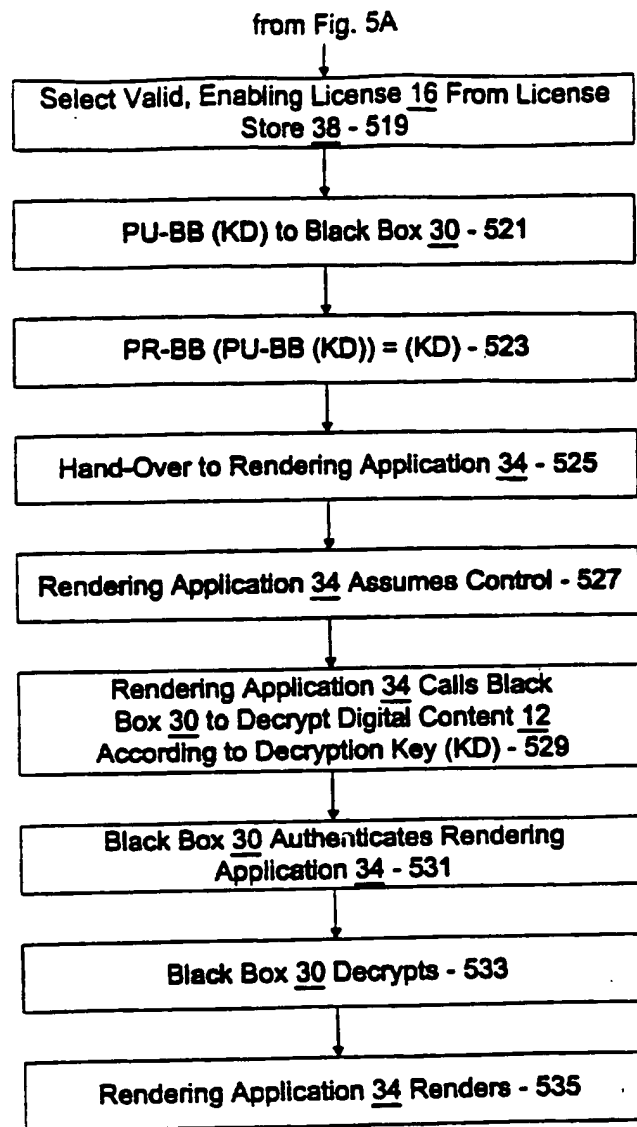 from Fig. 5A
Select Valid, Enabling License 16 From License
Store 38 - 519
PU-BB (KD) to Black Box 30 - 521
PR-BB (PU-BB (KD)) = (KD) - 523
Hand-Over to Rendering Application 34 - 525
Rendering Application 34 Assumes Control - 527
Rendering Application 34 Calls Black
Box 30 to Decrypt Digital Content 12
According to Decryption Key (KD) - 529
Black Box 30 Authenticates Rendering
Application 34 - 531
Black Box 30 Decrypts - 533
Rendering Application 34 Renders - 535